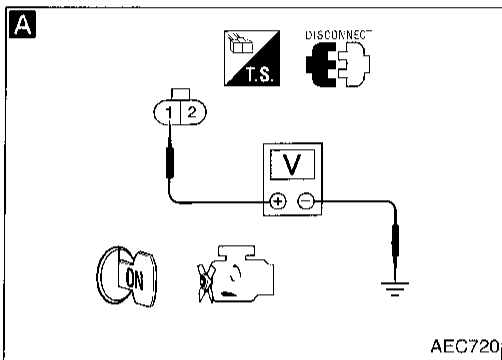 A
DISCONNECT
T.S.
1 2
V
+ −
ON
AEC720